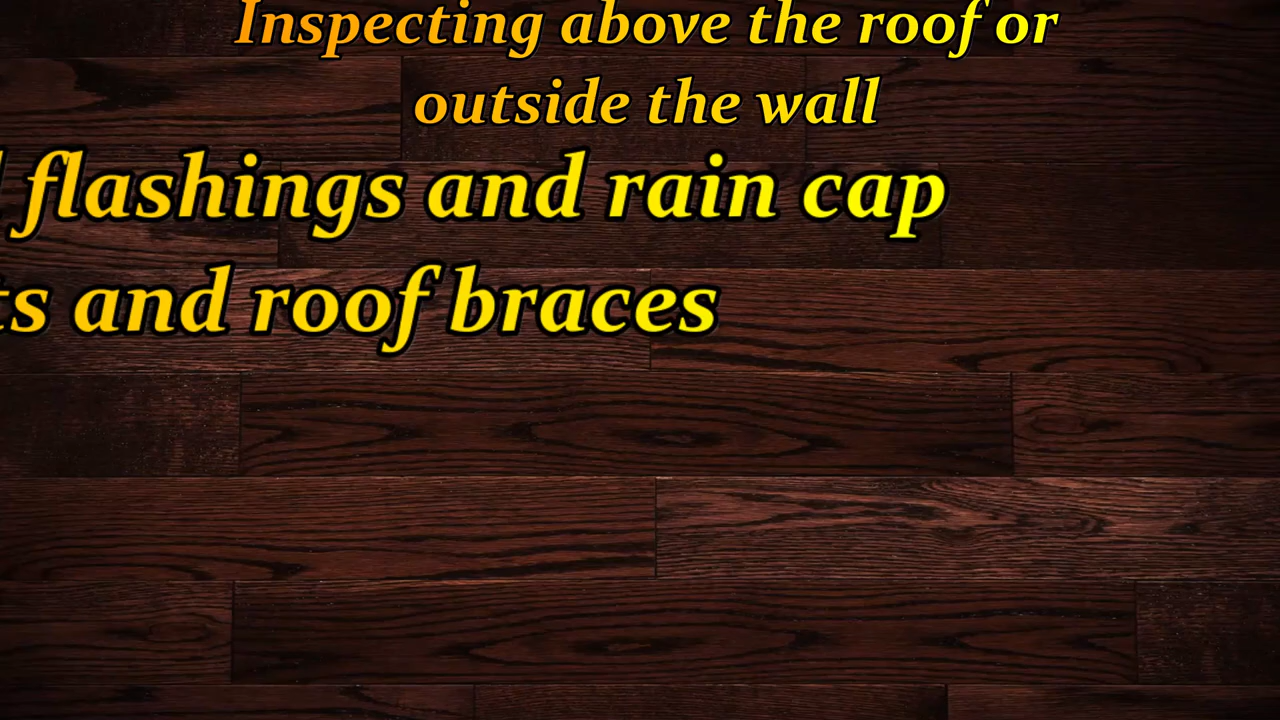 Inspecting above the roof or
outside the wall
flashings and rain cap
and roof braces